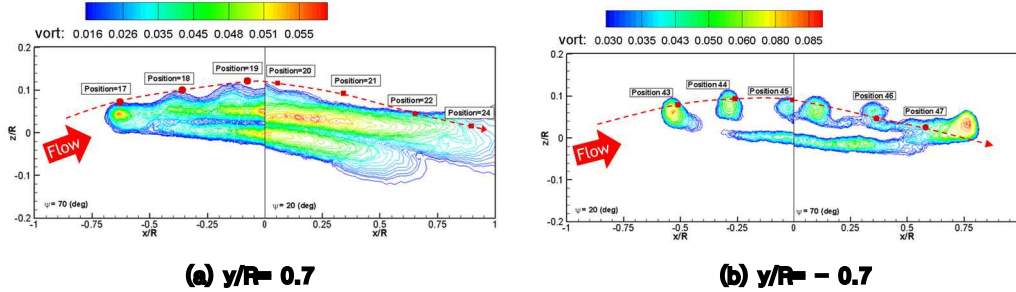 vort: 0.016 0.026 0.035 0.045 0.048 0.051 0.055
0.2
0.1
0
-0.1
-0.2
z/R
Position=17
Position=18
Position=19
Position=20
Position=21
Position=22
Position=24
Flow
ψ = 70 (deg)
ψ = 20 (deg)
-1 -0.75 -0.5 -0.25 0 0.25 0.5 0.75 1
x/R x/R
(a) y/R= 0.7
vort: 0.030 0.035 0.043 0.050 0.060 0.080 0.085
0.2
0.1
0
-0.1
-0.2
z/R
Position 43
Position 44
Position 45
Position 46
Position 47
Flow
ψ = 20 (deg)
ψ = 70 (deg)
-1 -0.75 -0.5 -0.25 0 0.25 0.5 0.75
x/R x/R
(b) y/R= - 0.7